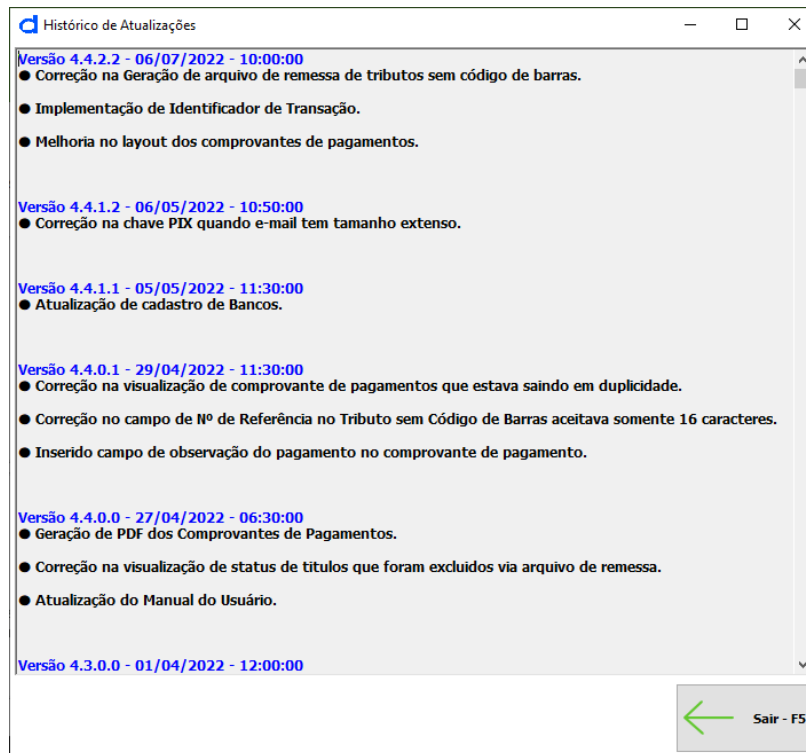 Histórico de Atualizações
Versão 4.4.2.2 - 06/07/2022 - 10:00:00
● Correção na Geração de arquivo de remessa de tributos sem código de barras.
● Implementação de Identificador de Transação.
● Melhoria no layout dos comprovantes de pagamentos.
Versão 4.4.1.2 - 06/05/2022 - 10:50:00
● Correção na chave PIX quando e-mail tem tamanho extenso.
Versão 4.4.1.1 - 05/05/2022 - 11:30:00
● Atualização de cadastro de Bancos.
Versão 4.4.0.1 - 29/04/2022 - 11:30:00
● Correção na visualização de comprovante de pagamentos que estava saindo em duplicidade.
● Correção no campo de Nº de Referência no Tributo sem Código de Barras aceitava somente 16 caracteres.
● Inserido campo de observação do pagamento no comprovante de pagamento.
Versão 4.4.0.0 - 27/04/2022 - 06:30:00
● Geração de PDF dos Comprovantes de Pagamentos.
● Correção na visualização de status de titulos que foram excluidos via arquivo de remessa.
● Atualização do Manual do Usuário.
Versão 4.3.0.0 - 01/04/2022 - 12:00:00
Sair - F5